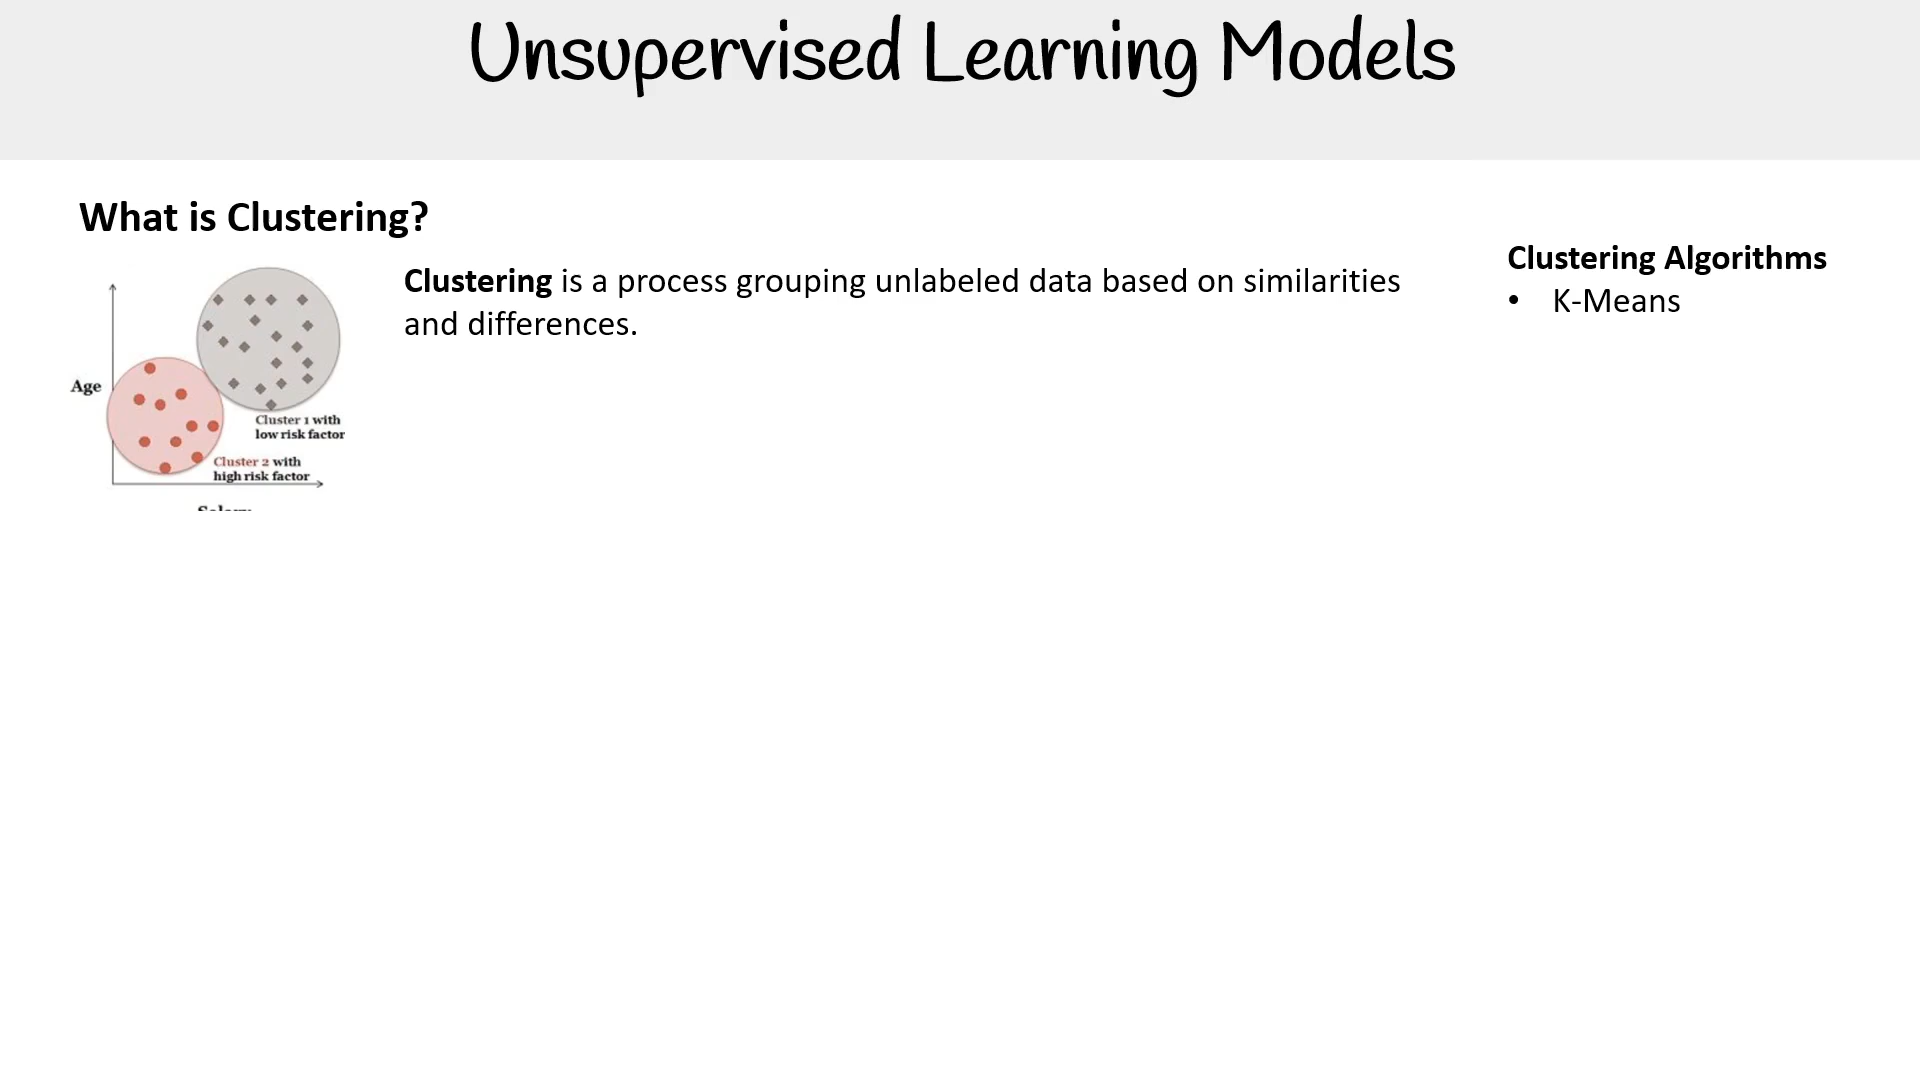 Unsupervised Learning Models
What is Clustering?
Clustering is a process grouping unlabeled data based on similarities
and differences.
Clustering Algorithms
• K-Means
Age
Cluster 1 with
low risk factor
Cluster 2 with
high risk factor